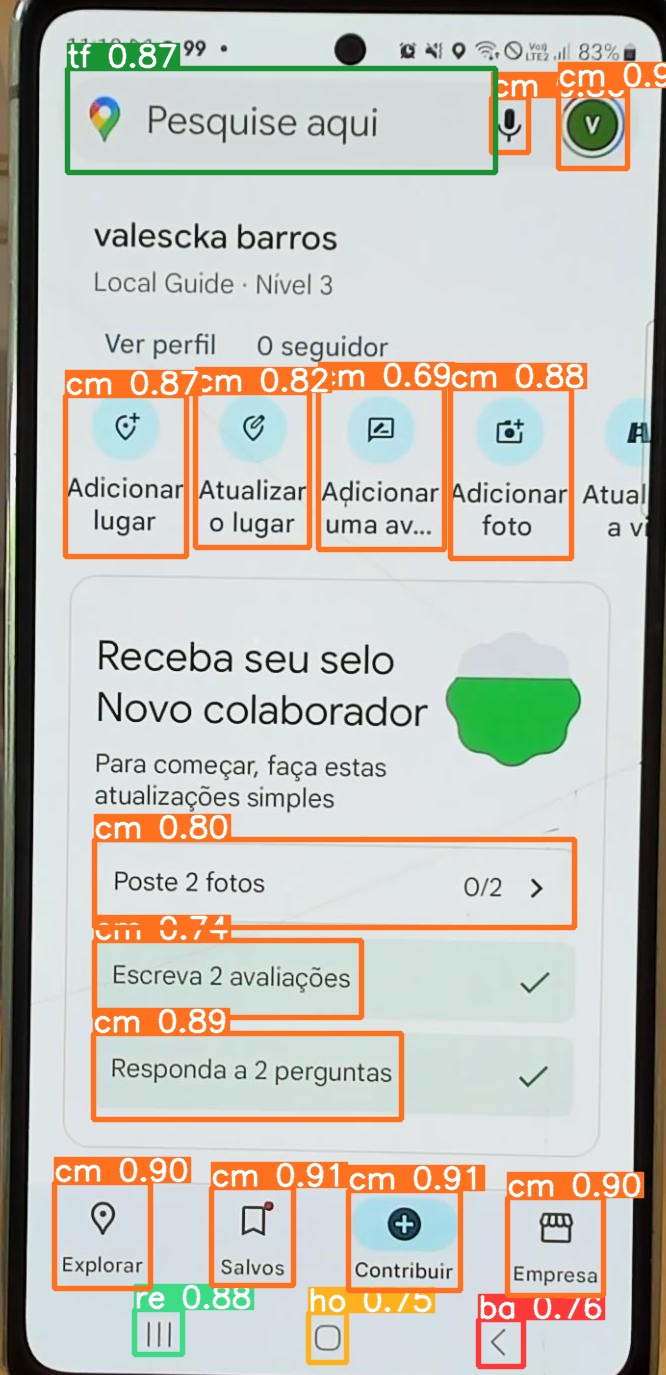 tf 0.87
99
83%
cm
cm 0.9
Pesquise aqui
V
valescka barros
Local Guide · Nível 3
Ver perfil 0 seguidor
cm 0.87
cm 0.82
cm 0.69
cm 0.88
Adicionar lugar
Atualizar o lugar
Adicionar uma av...
Adicionar foto
Atual
a vi
Receba seu selo
Novo colaborador
Para começar, faça estas
atualizações simples
cm 0.80
Poste 2 fotos 0/2
cm 0.74
Escreva 2 avaliações
cm 0.89
Responda a 2 perguntas
cm 0.90
cm 0.91
cm 0.91
cm 0.90
Explorar
Salvos
Contribuir
Empresa
re 0.88
ho 0.75
ba 0.76